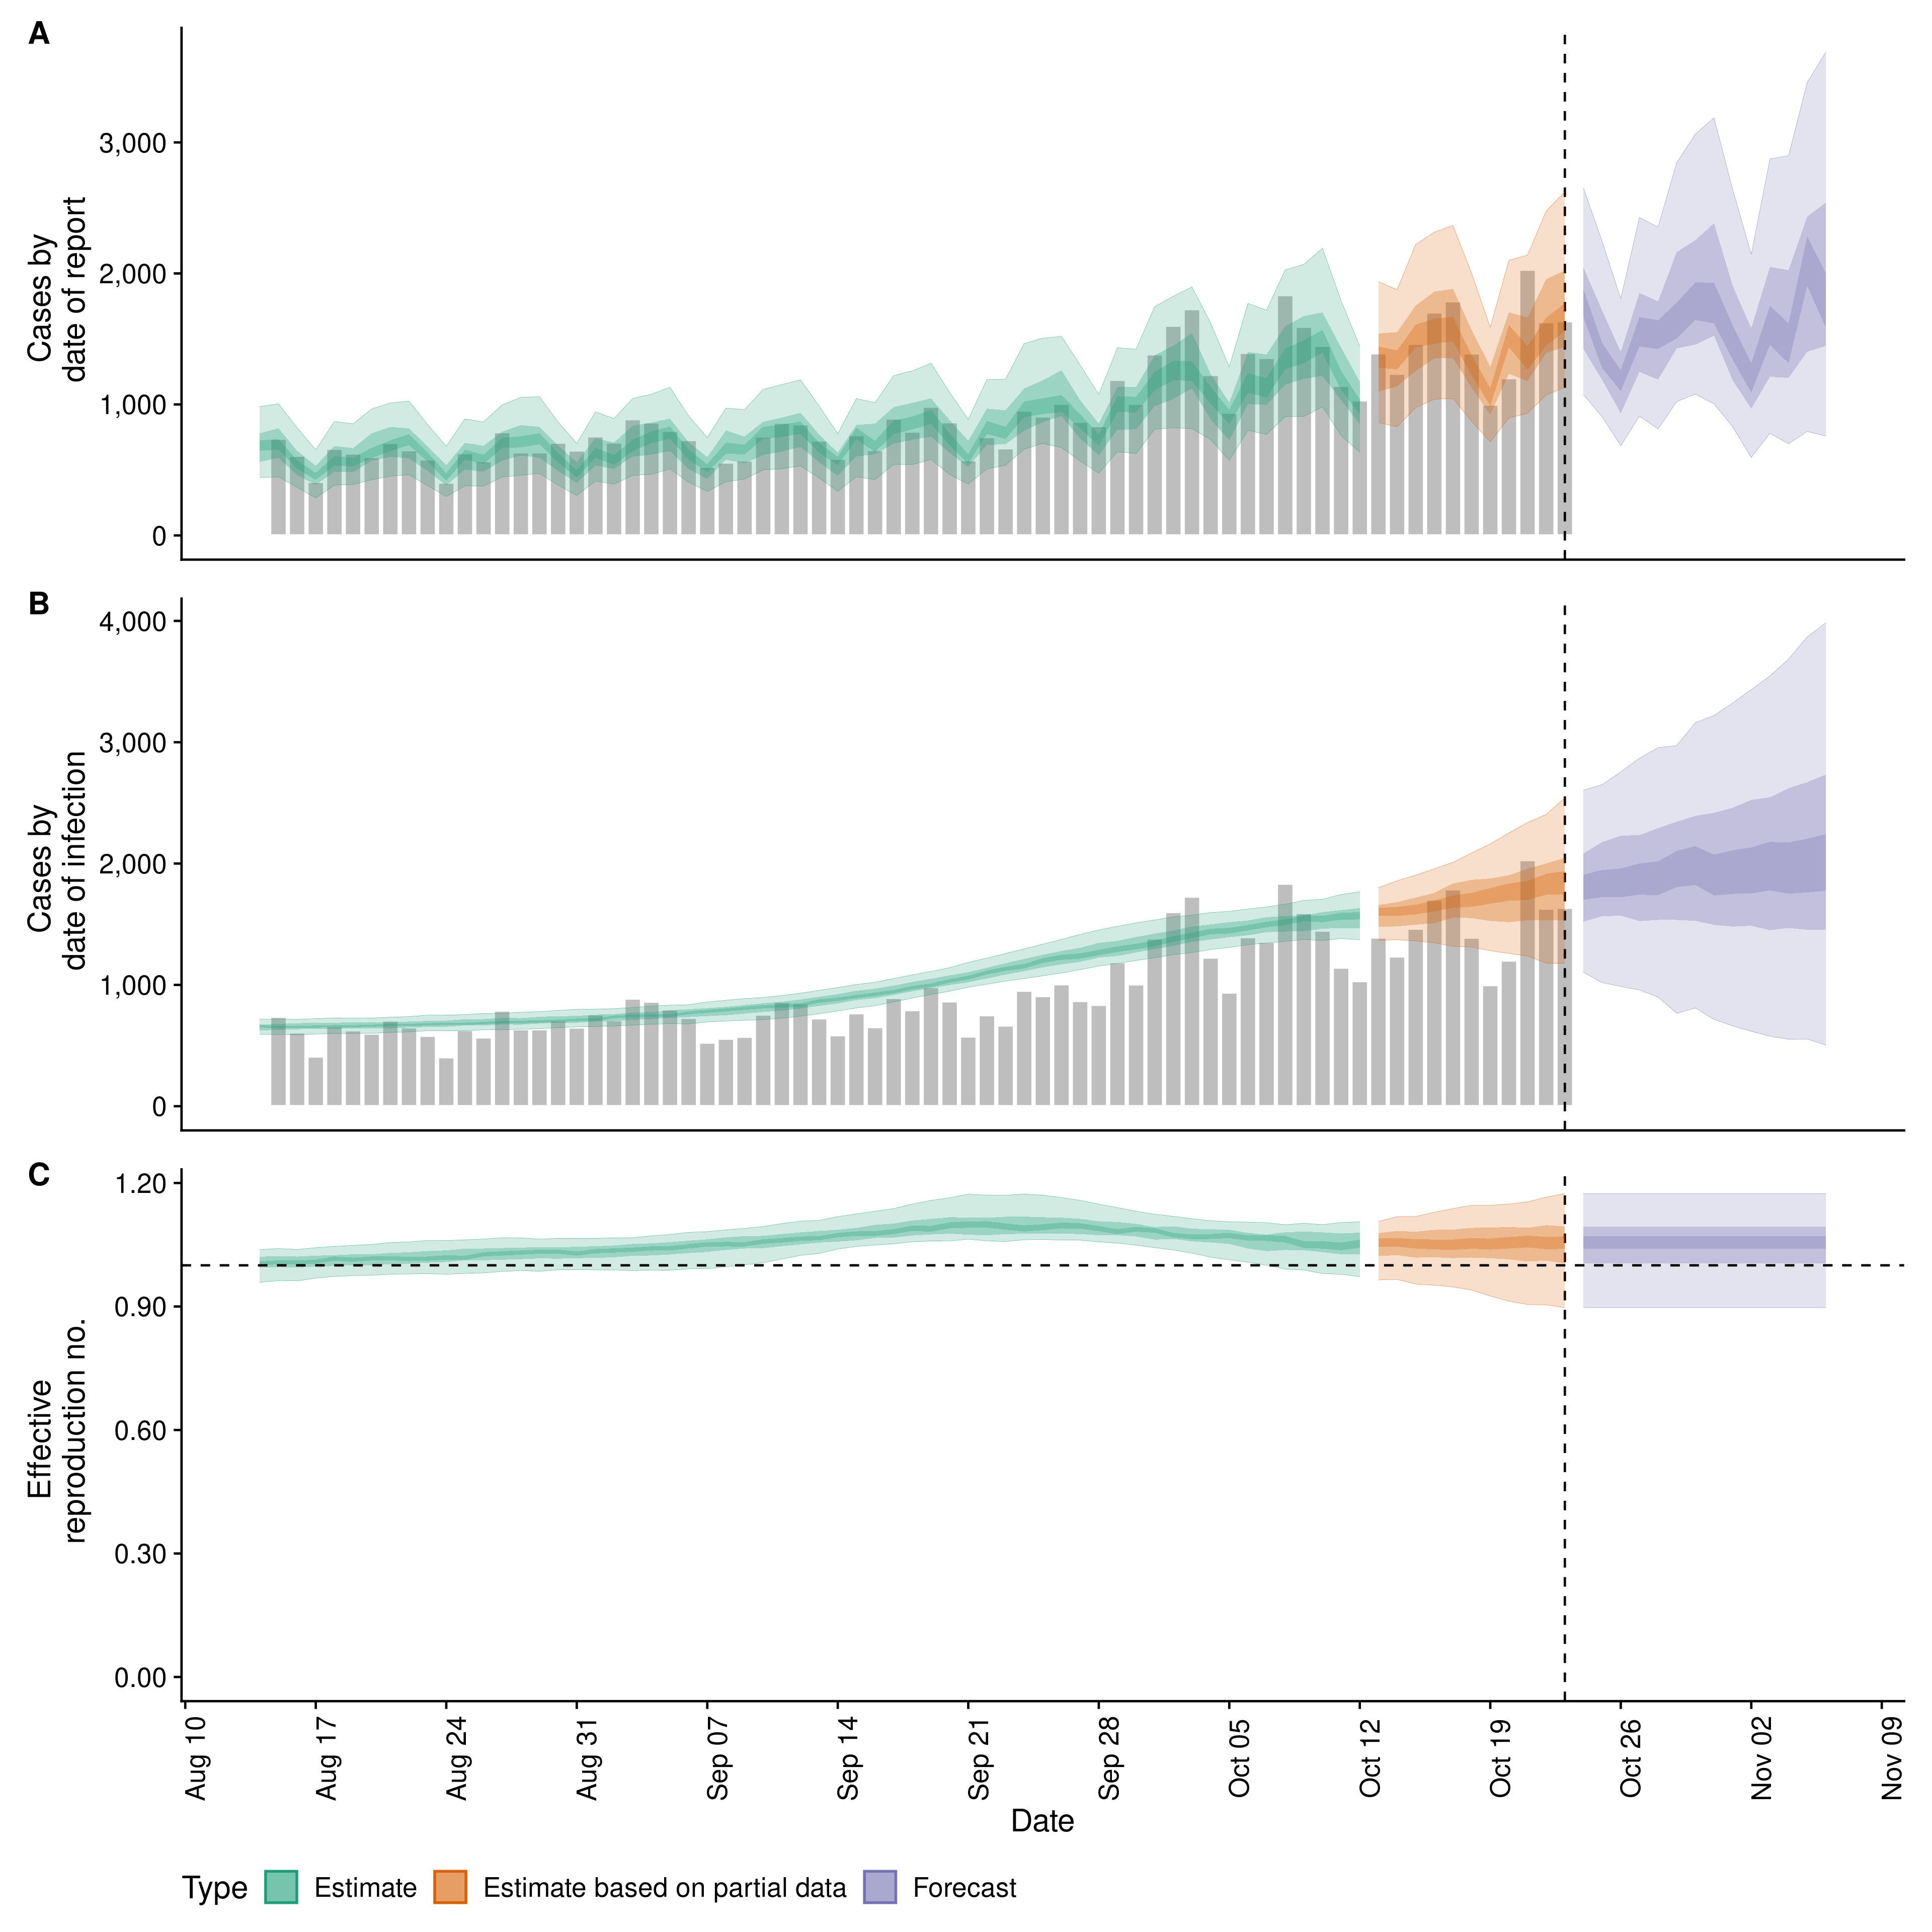 A
Cases by
date of report
3,000
2,000
1,000
0
B
Cases by
date of infection
4,000
3,000
2,000
1,000
0
C
Effective
reproduction no.
1.20
0.90
0.60
0.30
0.00
Aug 10
Aug 17
Aug 24
Aug 31
Sep 07
Sep 14
Sep 21
Sep 28
Oct 05
Oct 12
Oct 19
Oct 26
Nov 02
Nov 09
Date
Type Estimate Estimate based on partial data Forecast